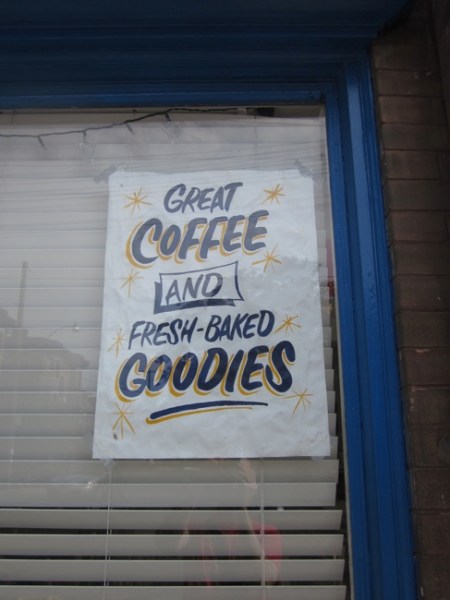 GREAT
COFFEE
AND
FRESH-BAKED
GOODIES